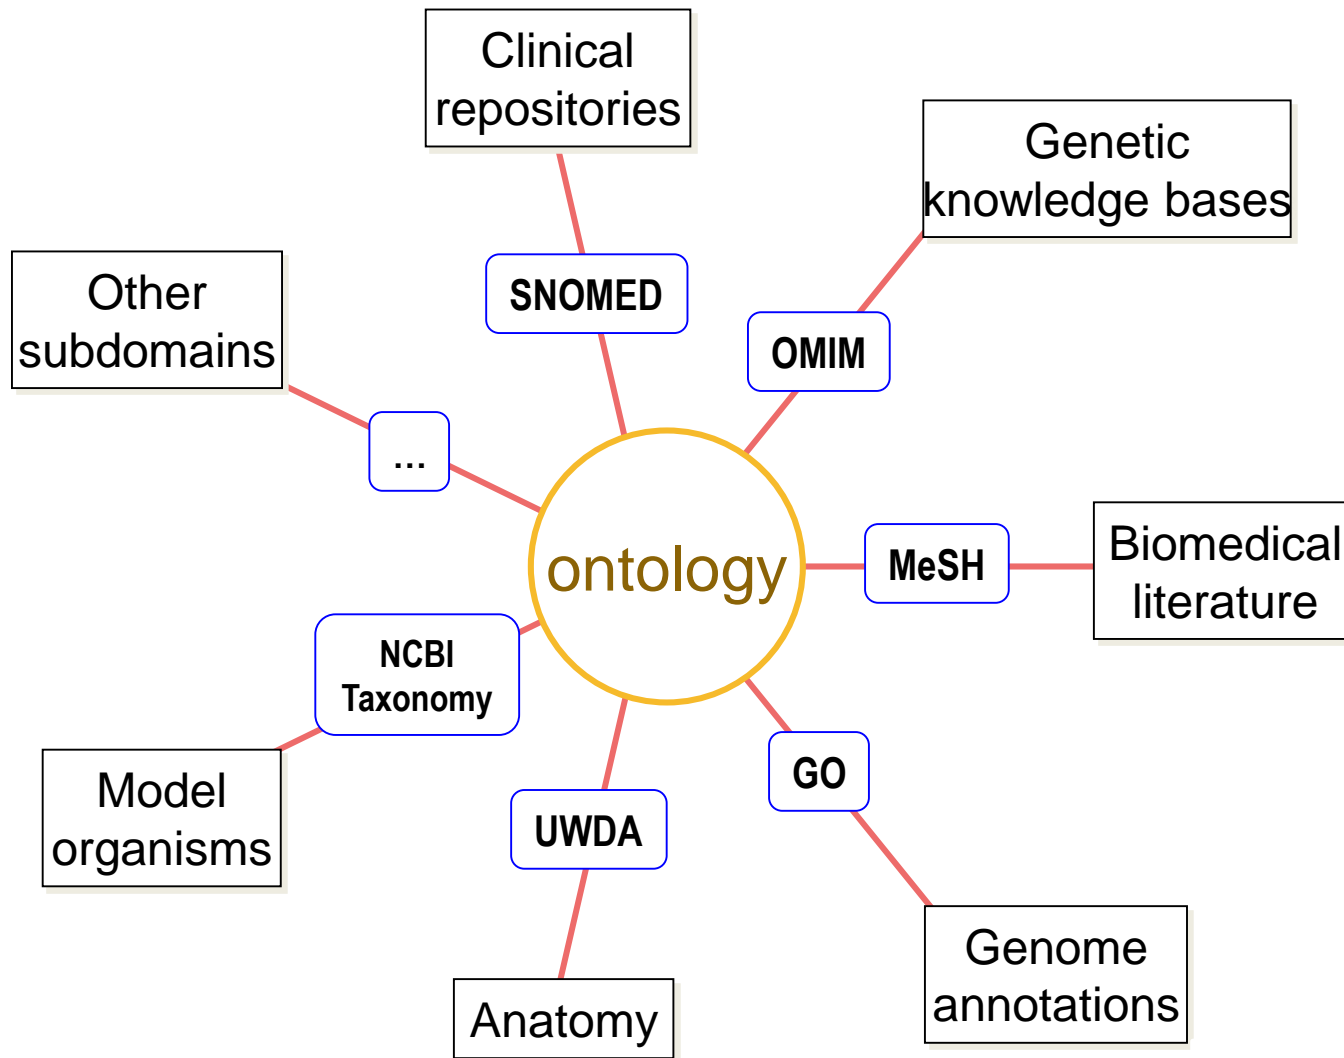 Clinical
repositories
Genetic
knowledge bases
Other
subdomains
SNOMED
OMIM
...
ontology
MeSH
Biomedical
literature
NCBI
Taxonomy
Model
organisms
UWDA
GO
Anatomy
Genome
annotations